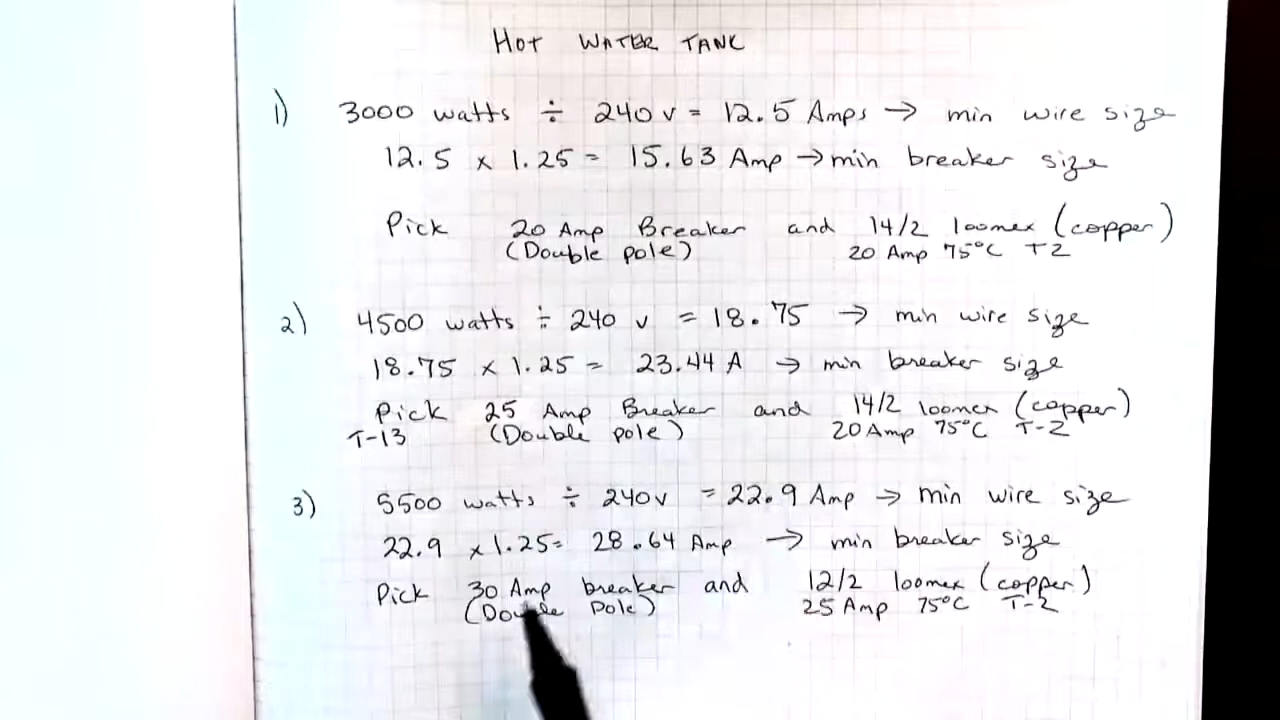 HOT WATER TANK
1) 3000 watts ÷ 240 v = 12.5 Amps → min wire size
12.5 x 1.25 = 15.63 Amp → min breaker size
Pick 20 Amp Breaker and 14/2 loomex (copper)
(Double pole) 20 Amp 75°C T2
2) 4500 watts ÷ 240 v = 18.75 → min wire size
18.75 x 1.25 = 23.44 A → min breaker size
Pick 25 Amp Breaker and 14/2 loomex (copper)
T-13 (Double pole) 20 Amp 75°C T-2
3) 5500 watts ÷ 240 v = 22.9 Amp → min wire size
22.9 x 1.25= 28.64 Amp → min breaker size
Pick 30 Amp breaker and 12/2 loomex (copper)
(Double Pole) 25 Amp 75°C T-2